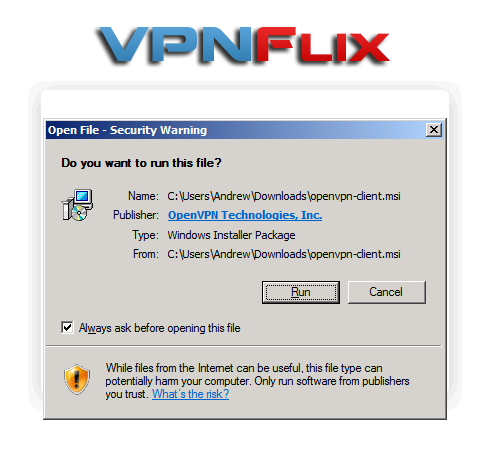 VPNFLIX
Open File - Security Warning
Do you want to run this file?
Name: C:\Users\Andrew\Downloads\openvpn-client.msi
Publisher: OpenVPN Technologies, Inc.
Type: Windows Installer Package
From: C:\Users\Andrew\Downloads\openvpn-client.msi
Run Cancel
Always ask before opening this file
While files from the Internet can be useful, this file type can
potentially harm your computer. Only run software from publishers
you trust. What's the risk?